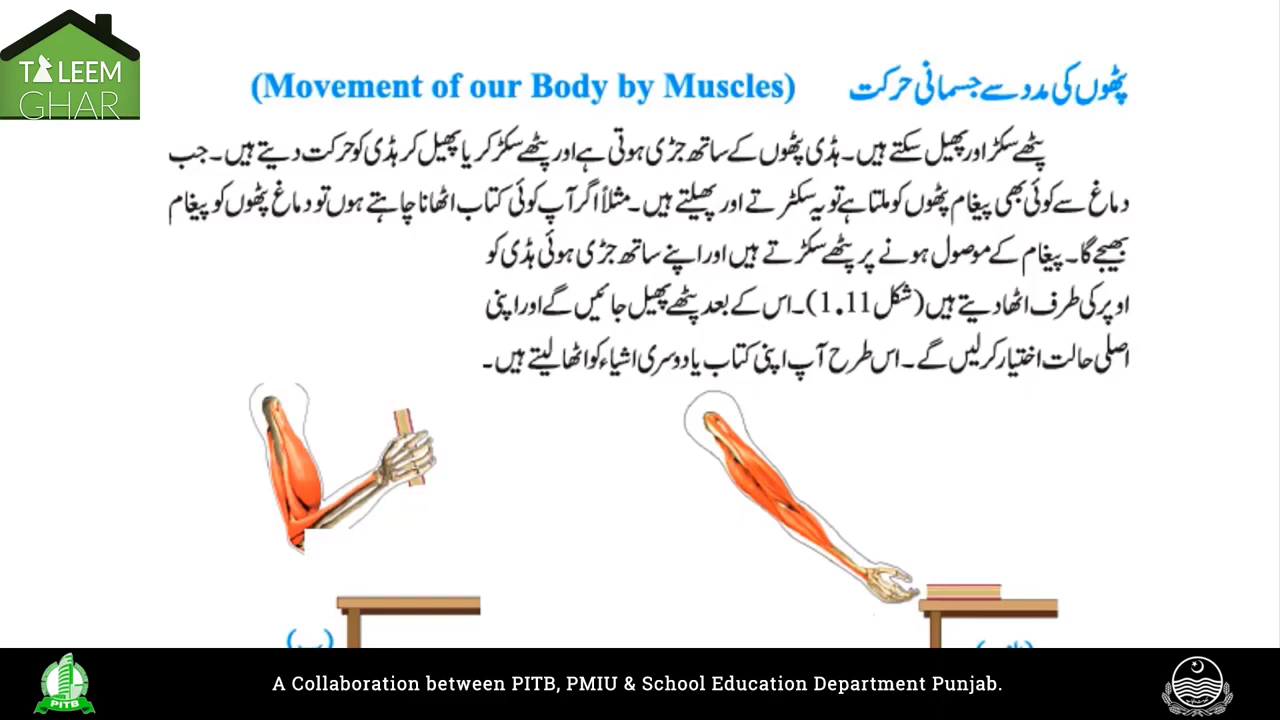 TALEEM
GHAR
پٹھوں کی مدد سے جسمانی حرکت (Movement of our Body by Muscles)
پٹھے سکڑ اور پھیل سکتے ہیں۔ ہڈی پٹھوں کے ساتھ جڑی ہوتی ہے اور پٹھے سکڑ کر یا پھیل کر ہڈی کو حرکت دیتے ہیں۔ جب
دماغ سے کوئی بھی پیغام پٹھوں کو ملتا ہے تو یہ سکٹرتے اور پھیلتے ہیں۔ مثلاً اگر آپ کوئی کتاب اٹھانا چاہتے ہوں تو دماغ پٹھوں کو پیغام
بھیجے گا۔ پیغام کے موصول ہونے پر پٹھے سکڑتے ہیں اور اپنے ساتھ جڑی ہوئی ہڈی کو
اوپر کی طرف اٹھا دیتے ہیں (شکل 1.11)۔ اس کے بعد پٹھے پھیل جائیں گے اور اپنی
اصلی حالت اختیار کر لیں گے۔ اس طرح آپ اپنی کتاب یا دوسری اشیاء کو اٹھا لیتے ہیں۔
A Collaboration between PITB, PMIU & School Education Department Punjab.
PITB